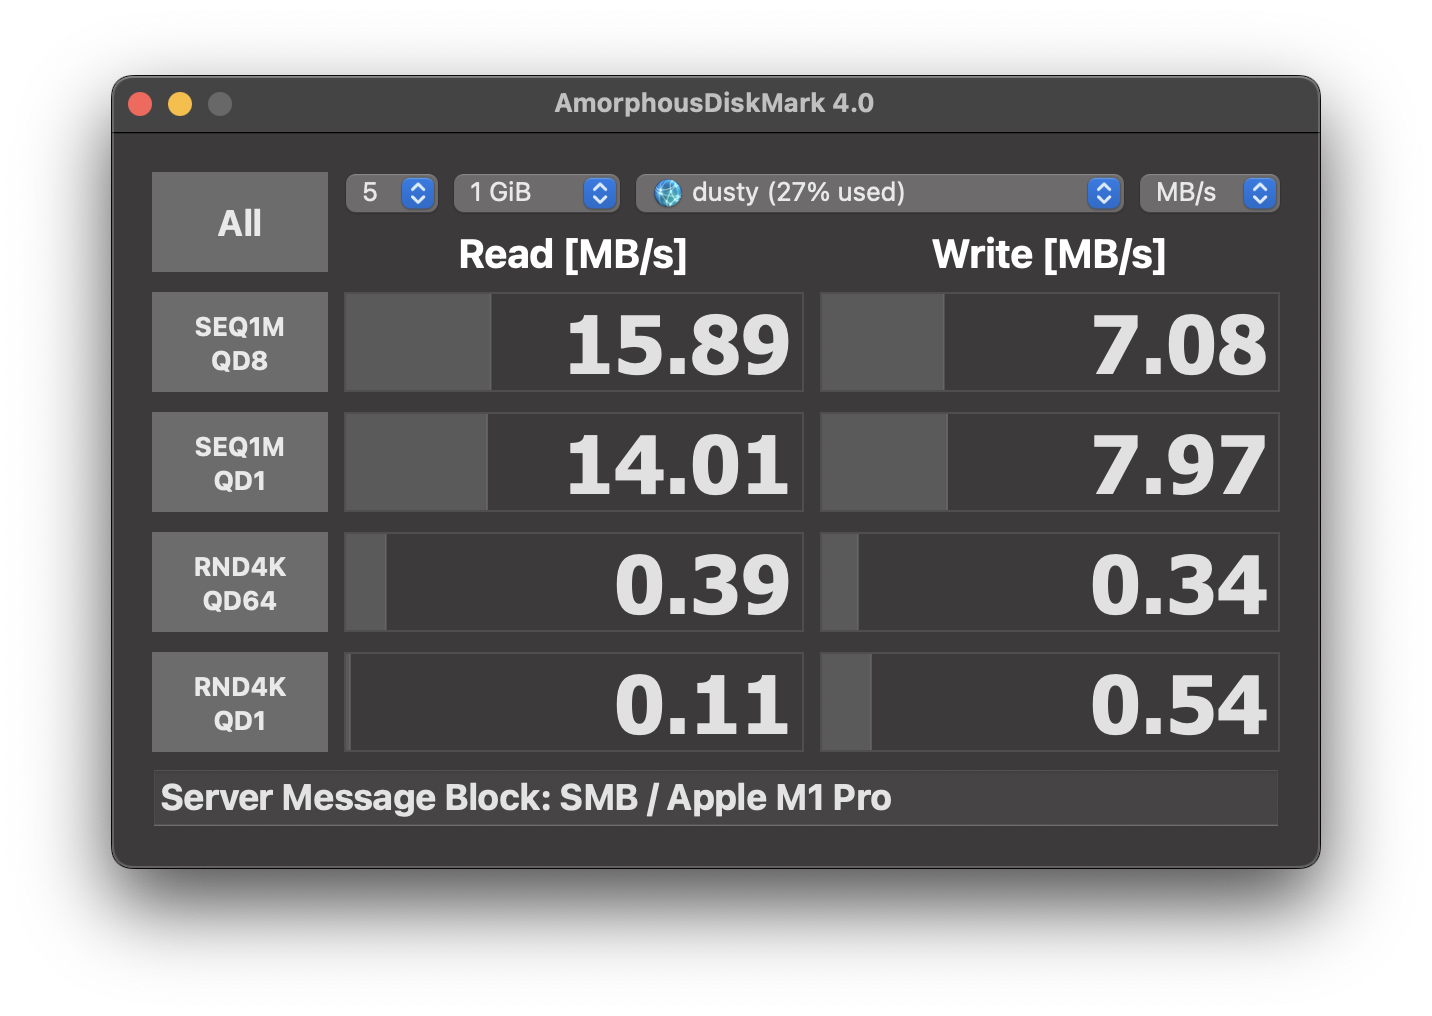 AmorphousDiskMark 4.0
All
5
1 GiB
dusty (27% used)
MB/s
Read [MB/s]
Write [MB/s]
SEQ1M
QD8
15.89
7.08
SEQ1M
QD1
14.01
7.97
RND4K
QD64
0.39
0.34
RND4K
QD1
0.11
0.54
Server Message Block: SMB / Apple M1 Pro